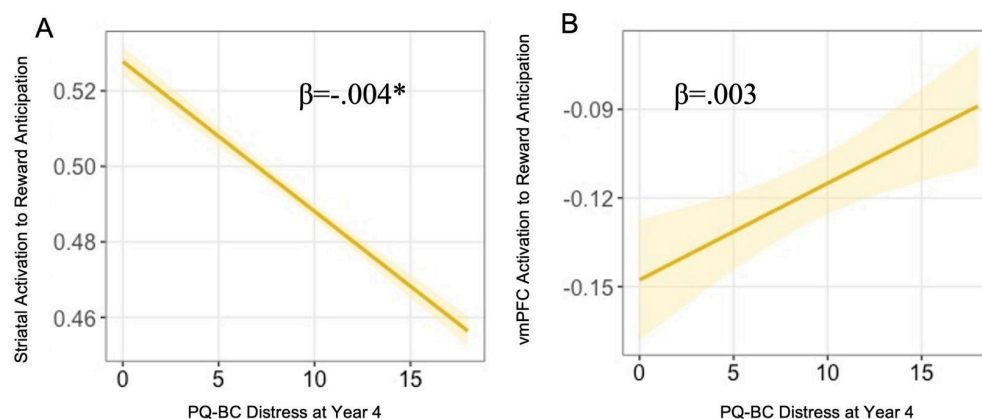 A
Striatal Activation to Reward Anticipation
0.52
0.50
0.48
0.46
β=-.004*
0
5
10
15
PQ-BC Distress at Year 4
B
vmPFC Activation to Reward Anticipation
-0.09
-0.12
-0.15
β=.003
0
5
10
15
PQ-BC Distress at Year 4